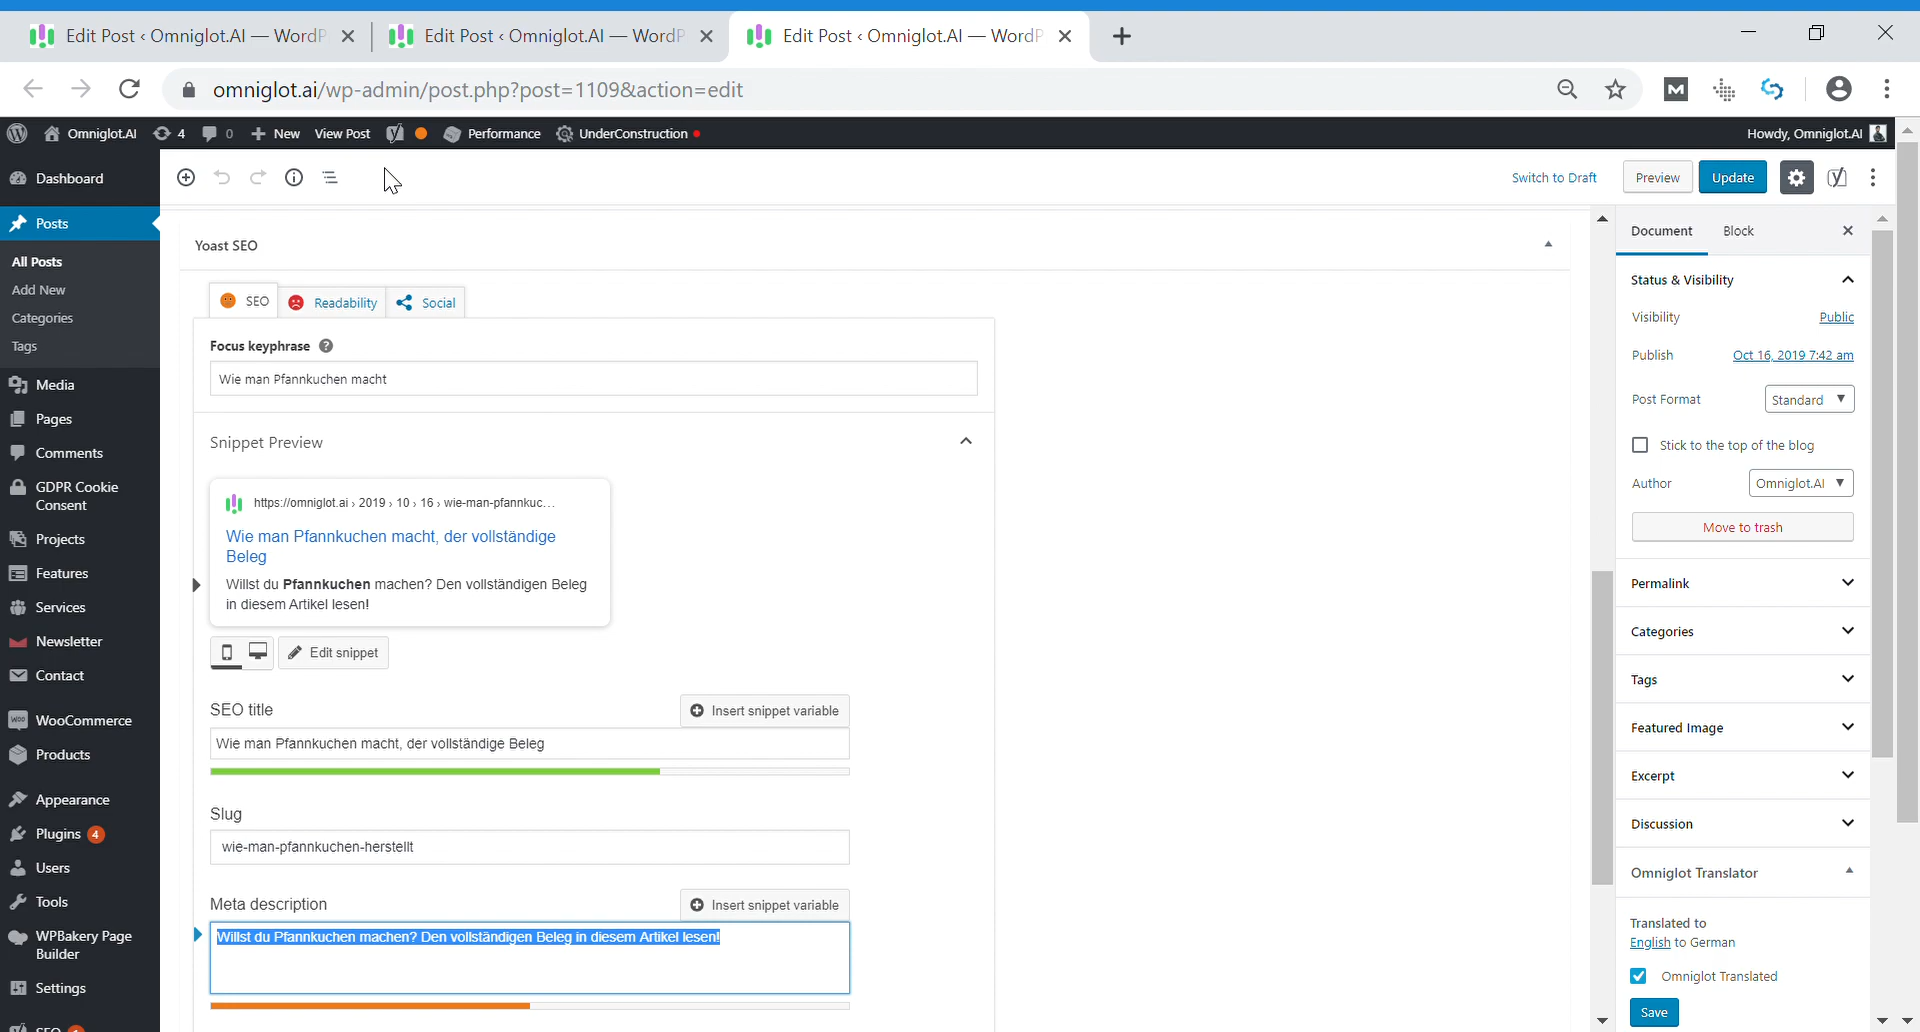 Edit Post ‹ Omniglot.AI — WordP
Edit Post ‹ Omniglot.AI — WordP
Edit Post ‹ Omniglot.AI — WordP
omniglot.ai/wp-admin/post.php?post=1109&action=edit
Omniglot.AI
4
0
New
View Post
Performance
UnderConstruction
Howdy, Omniglot.AI
Dashboard
Posts
All Posts
Add New
Categories
Tags
Media
Pages
Comments
GDPR Cookie
Consent
Projects
Features
Services
Newsletter
Contact
WooCommerce
Products
Appearance
Plugins 4
Users
Tools
WPBakery Page
Builder
Settings
SEO
Switch to Draft
Preview
Update
Yoast SEO
SEO
Readability
Social
Focus keyphrase
Wie man Pfannkuchen macht
Snippet Preview
https://omniglot.ai › 2019 › 10 › 16 › wie-man-pfannkuc...
Wie man Pfannkuchen macht, der vollständige
Beleg
Willst du Pfannkuchen machen? Den vollständigen Beleg
in diesem Artikel lesen!
Edit snippet
SEO title
Insert snippet variable
Wie man Pfannkuchen macht, der vollständige Beleg
Slug
wie-man-pfannkuchen-herstellt
Meta description
Insert snippet variable
Willst du Pfannkuchen machen? Den vollständigen Beleg in diesem Artikel lesen!
Document
Block
Status & Visibility
Visibility
Public
Publish
Oct 16, 2019 7:42 am
Post Format
Standard
Stick to the top of the blog
Author
Omniglot.AI
Move to trash
Permalink
Categories
Tags
Featured Image
Excerpt
Discussion
Omniglot Translator
Translated to
English to German
Omniglot Translated
Save